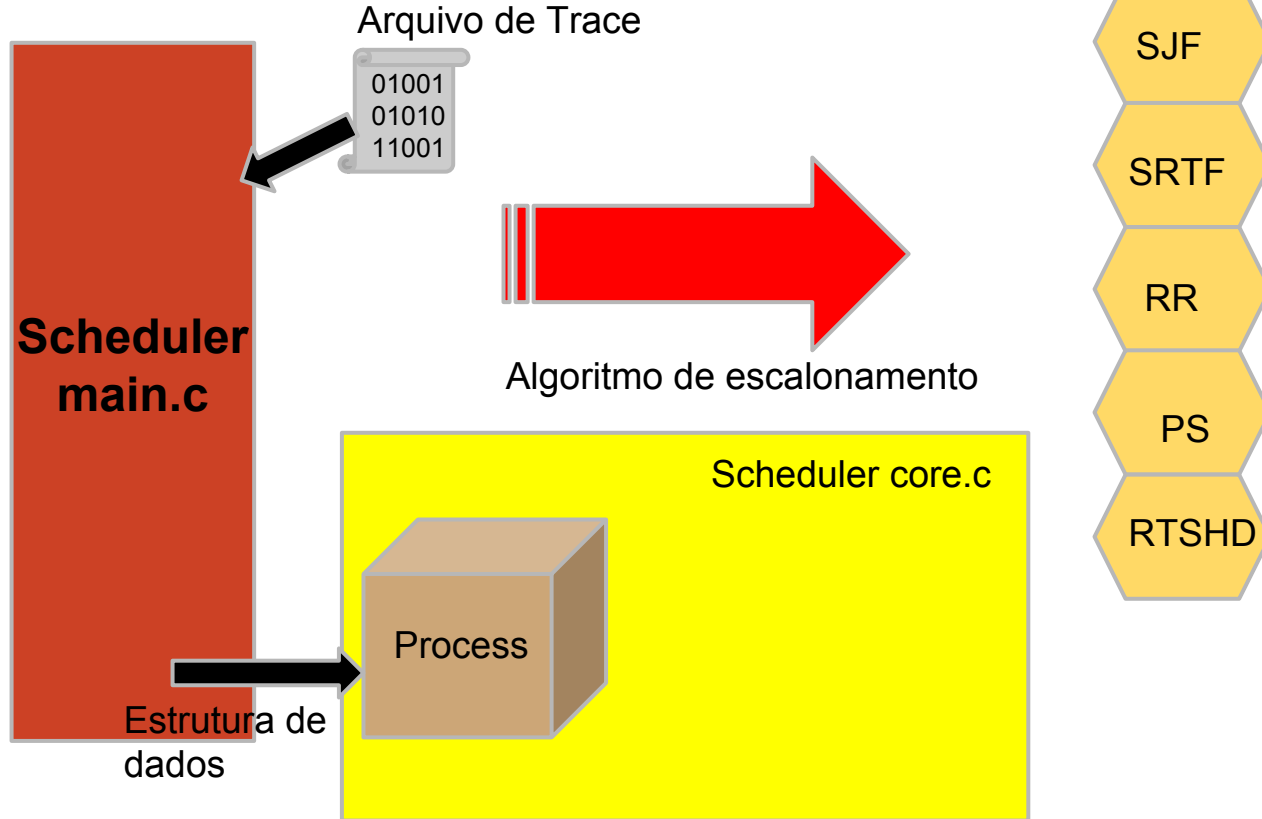 Arquivo de Trace
01001
01010
11001
Scheduler
main.c
Algoritmo de escalonamento
Scheduler core.c
Process
Estrutura de
dados
SJF
SRTF
RR
PS
RTSHD